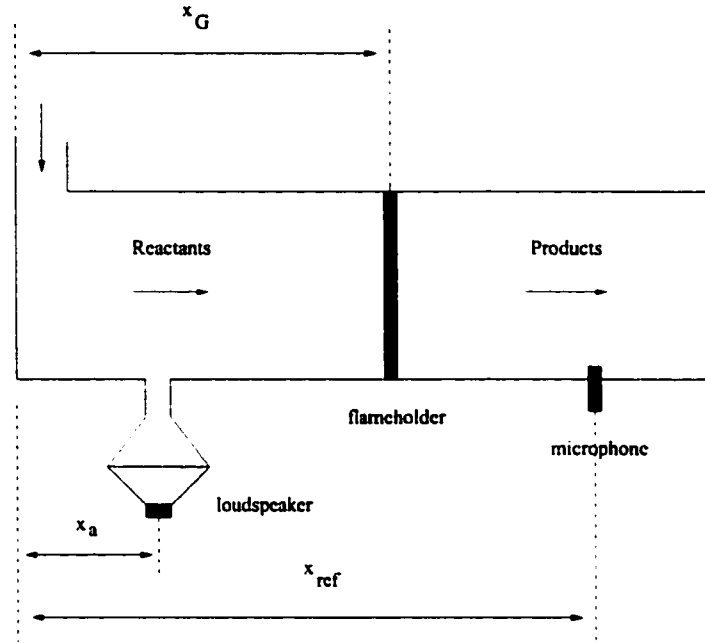 x_G
Reactants
Products
flameholder
microphone
loudspeaker
x_a
x_ref